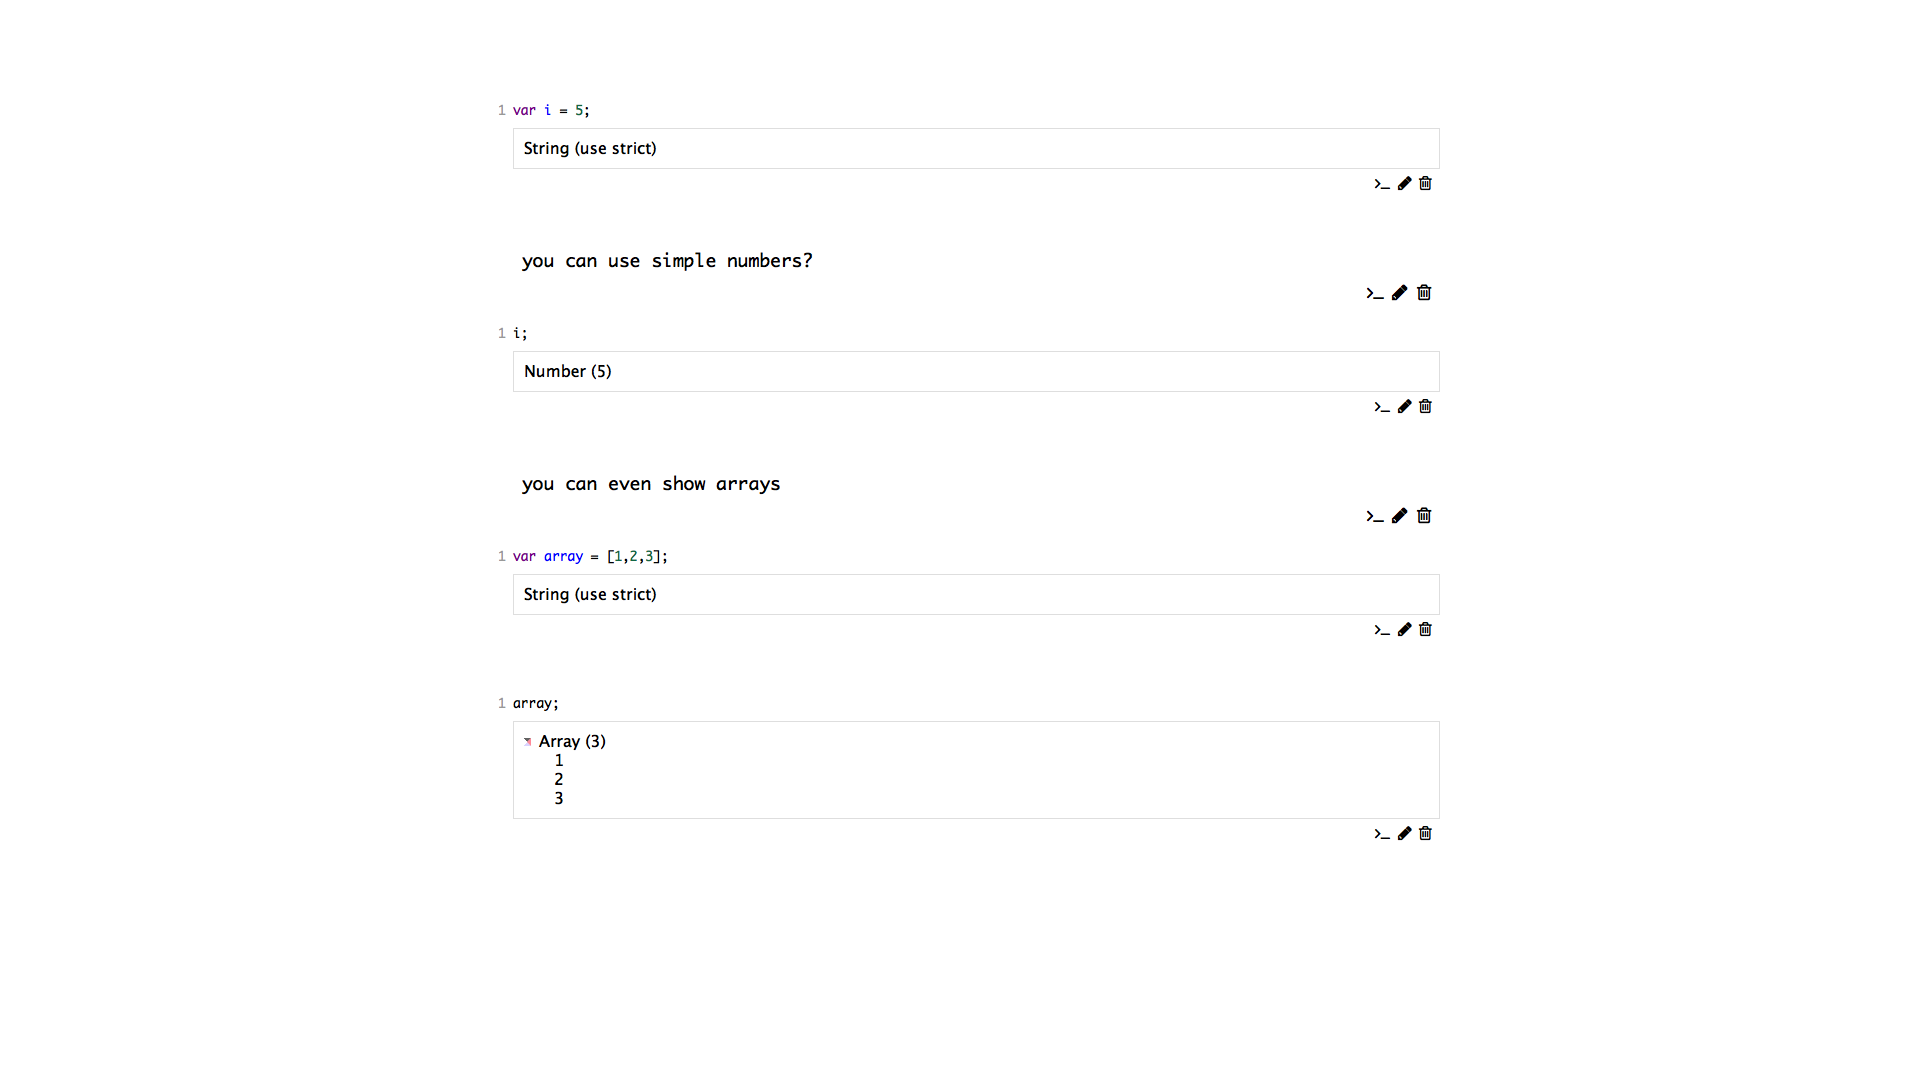 1 var i = 5;
String (use strict)
you can use simple numbers?
1 i;
Number (5)
you can even show arrays
1 var array = [1,2,3];
String (use strict)
1 array;
Array (3)
1
2
3